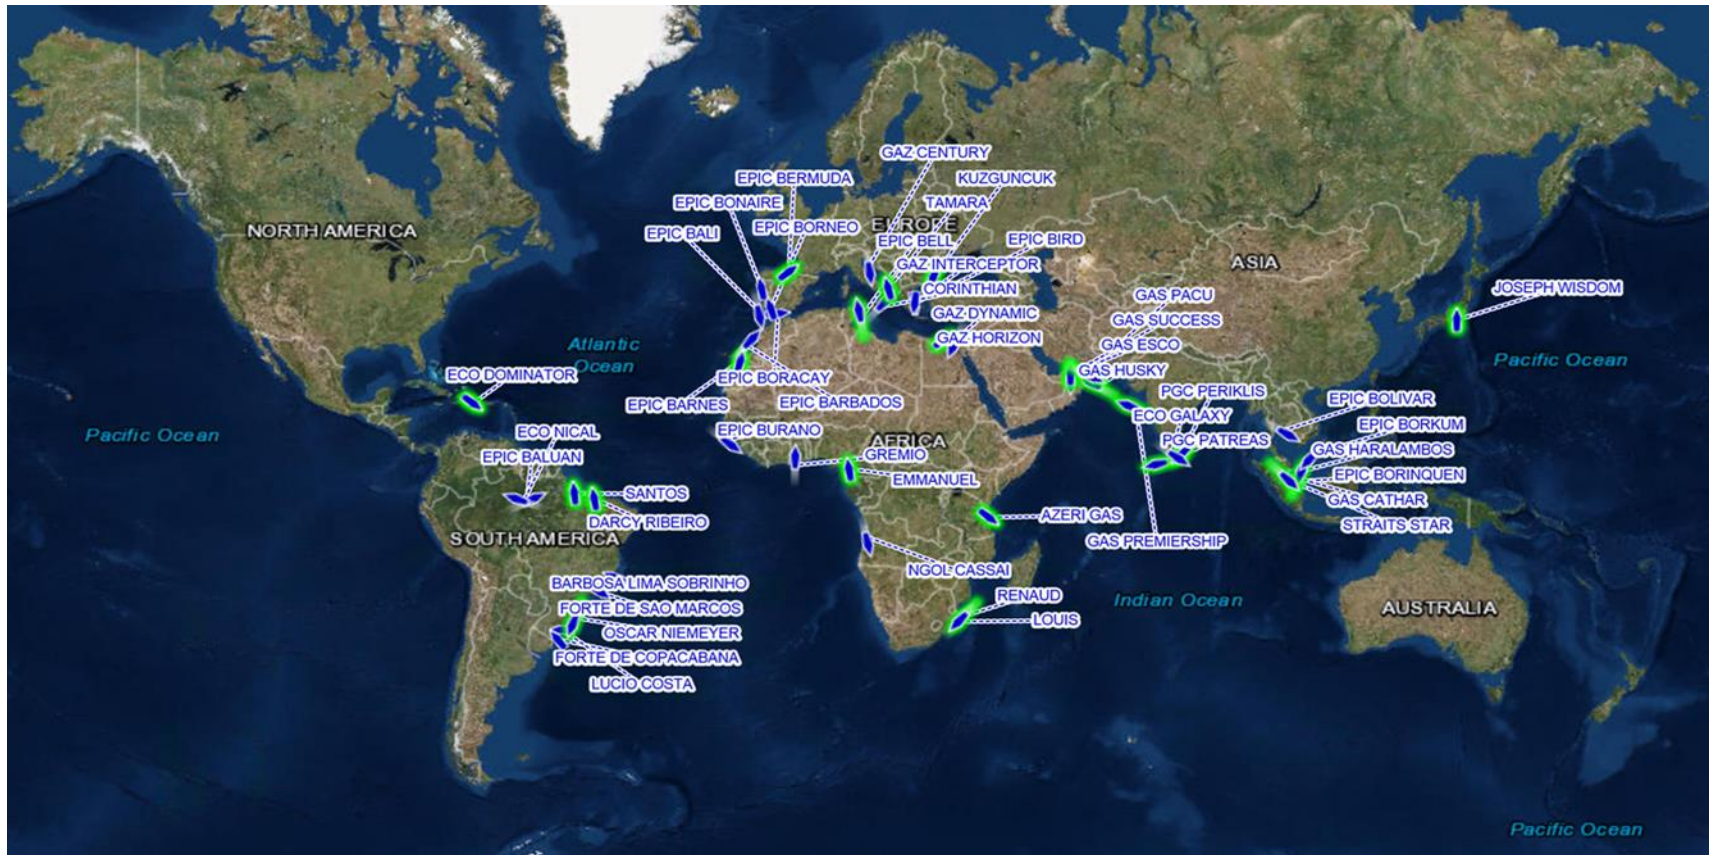 GAZ CENTURY
EPIC BERMUDA
KUZGUNCUK
EPIC BONAIRE
TAMARA
EPIC BORNEO
EUROPE
NORTH AMERICA
EPIC BALI
EPIC BELL
EPIC BIRD
GAZ INTERCEPTOR
ASIA
CORINTHIAN
JOSEPH WISDOM
GAS PACU
GAZ DYNAMIC
GAS SUCCESS
GAZ HORIZON
Atlantic
Ocean
GAS ESCO
Pacific Ocean
GAS HUSKY
ECO DOMINATOR
EPIC BORACAY
PGC PERIKLIS
EPIC BARNES
EPIC BARBADOS
EPIC BOLIVAR
ECO GALAXY
EPIC BORKUM
Pacific Ocean
ECO NICAL
EPIC BURANO
AFRICA
PGC PATREAS
GAS HARALAMBOS
EPIC BALUAN
GREMIO
EMMANUEL
EPIC BORINQUEN
SANTOS
GAS CATHAR
DARCY RIBEIRO
AZERI GAS
STRAITS STAR
SOUTH AMERICA
GAS PREMIERSHIP
NGOL CASSAI
BARBOSA LIMA SOBRINHO
RENAUD
Indian Ocean
AUSTRALIA
FORTE DE SAO MARCOS
LOUIS
OSCAR NIEMEYER
FORTE DE COPACABANA
LUCIO COSTA
Pacific Ocean